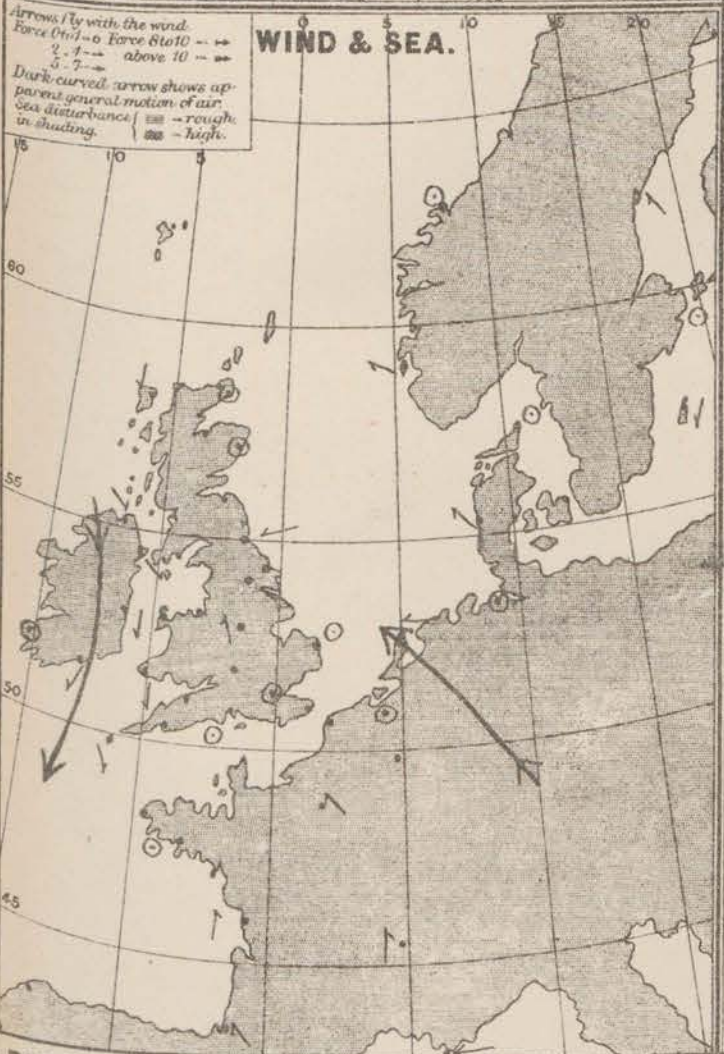 WIND & SEA.
Arrows fly with the wind.
Force 0 to 1 - o Force 8 to 10 - →
2 - 4 - → above 10 - →
5 - 7 - →
Dark curved arrow shows ap-
parent general motion of air.
Sea disturbance - rough.
in shading. - high.
15 10 5 0 5 10 15 20
60
55
50
45